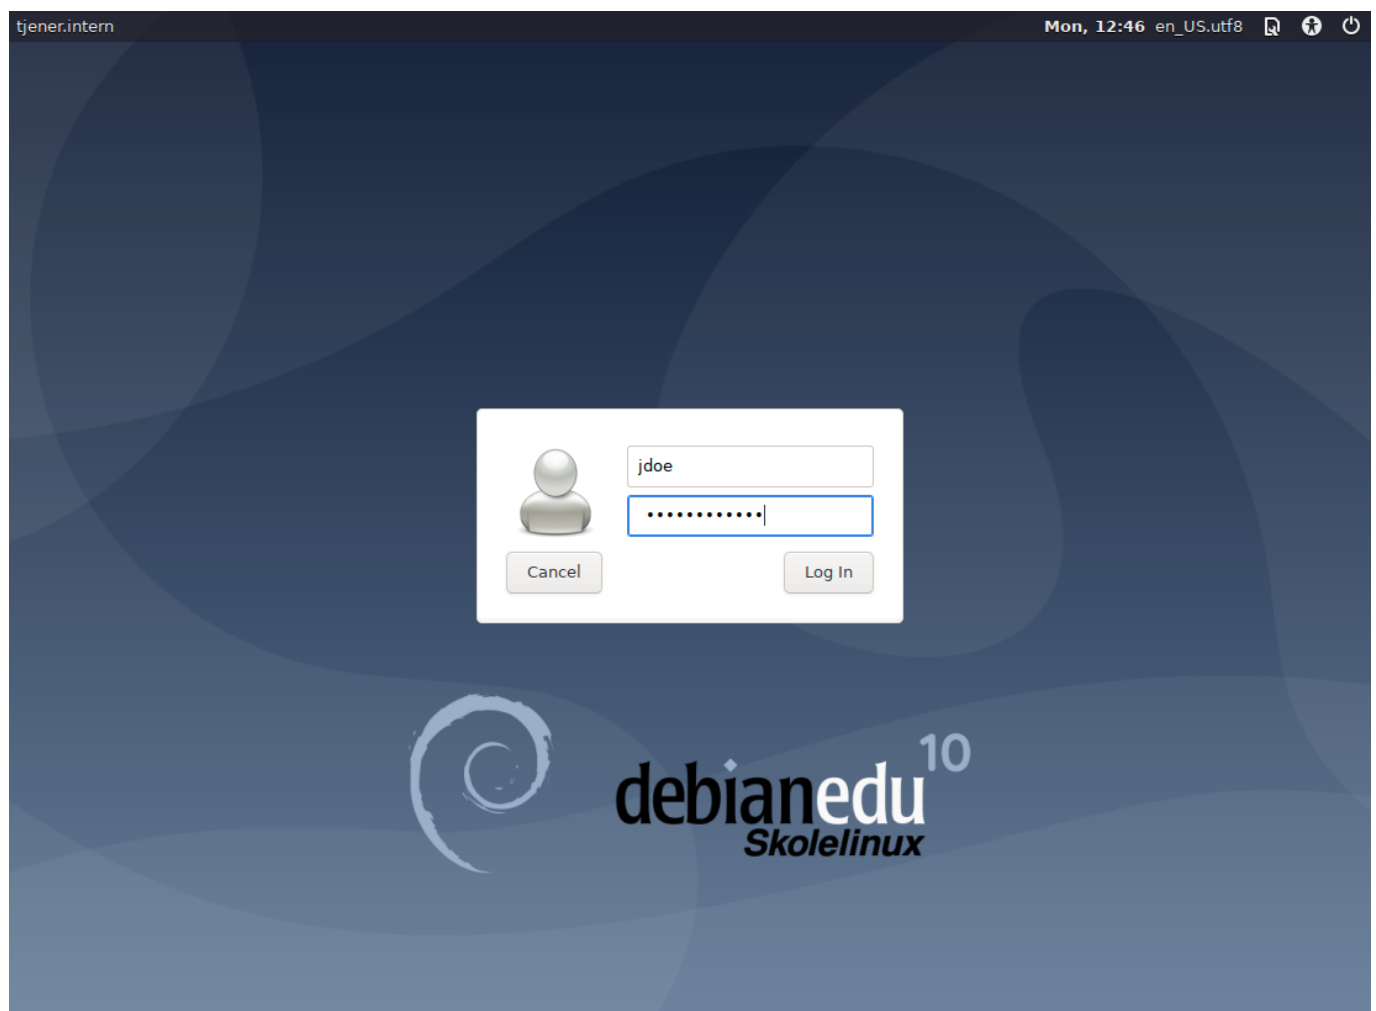 tjener.intern
Mon, 12:46 en_US.utf8
jdoe
••••••••••••
Cancel
Log In
debianedu 10
Skolelinux